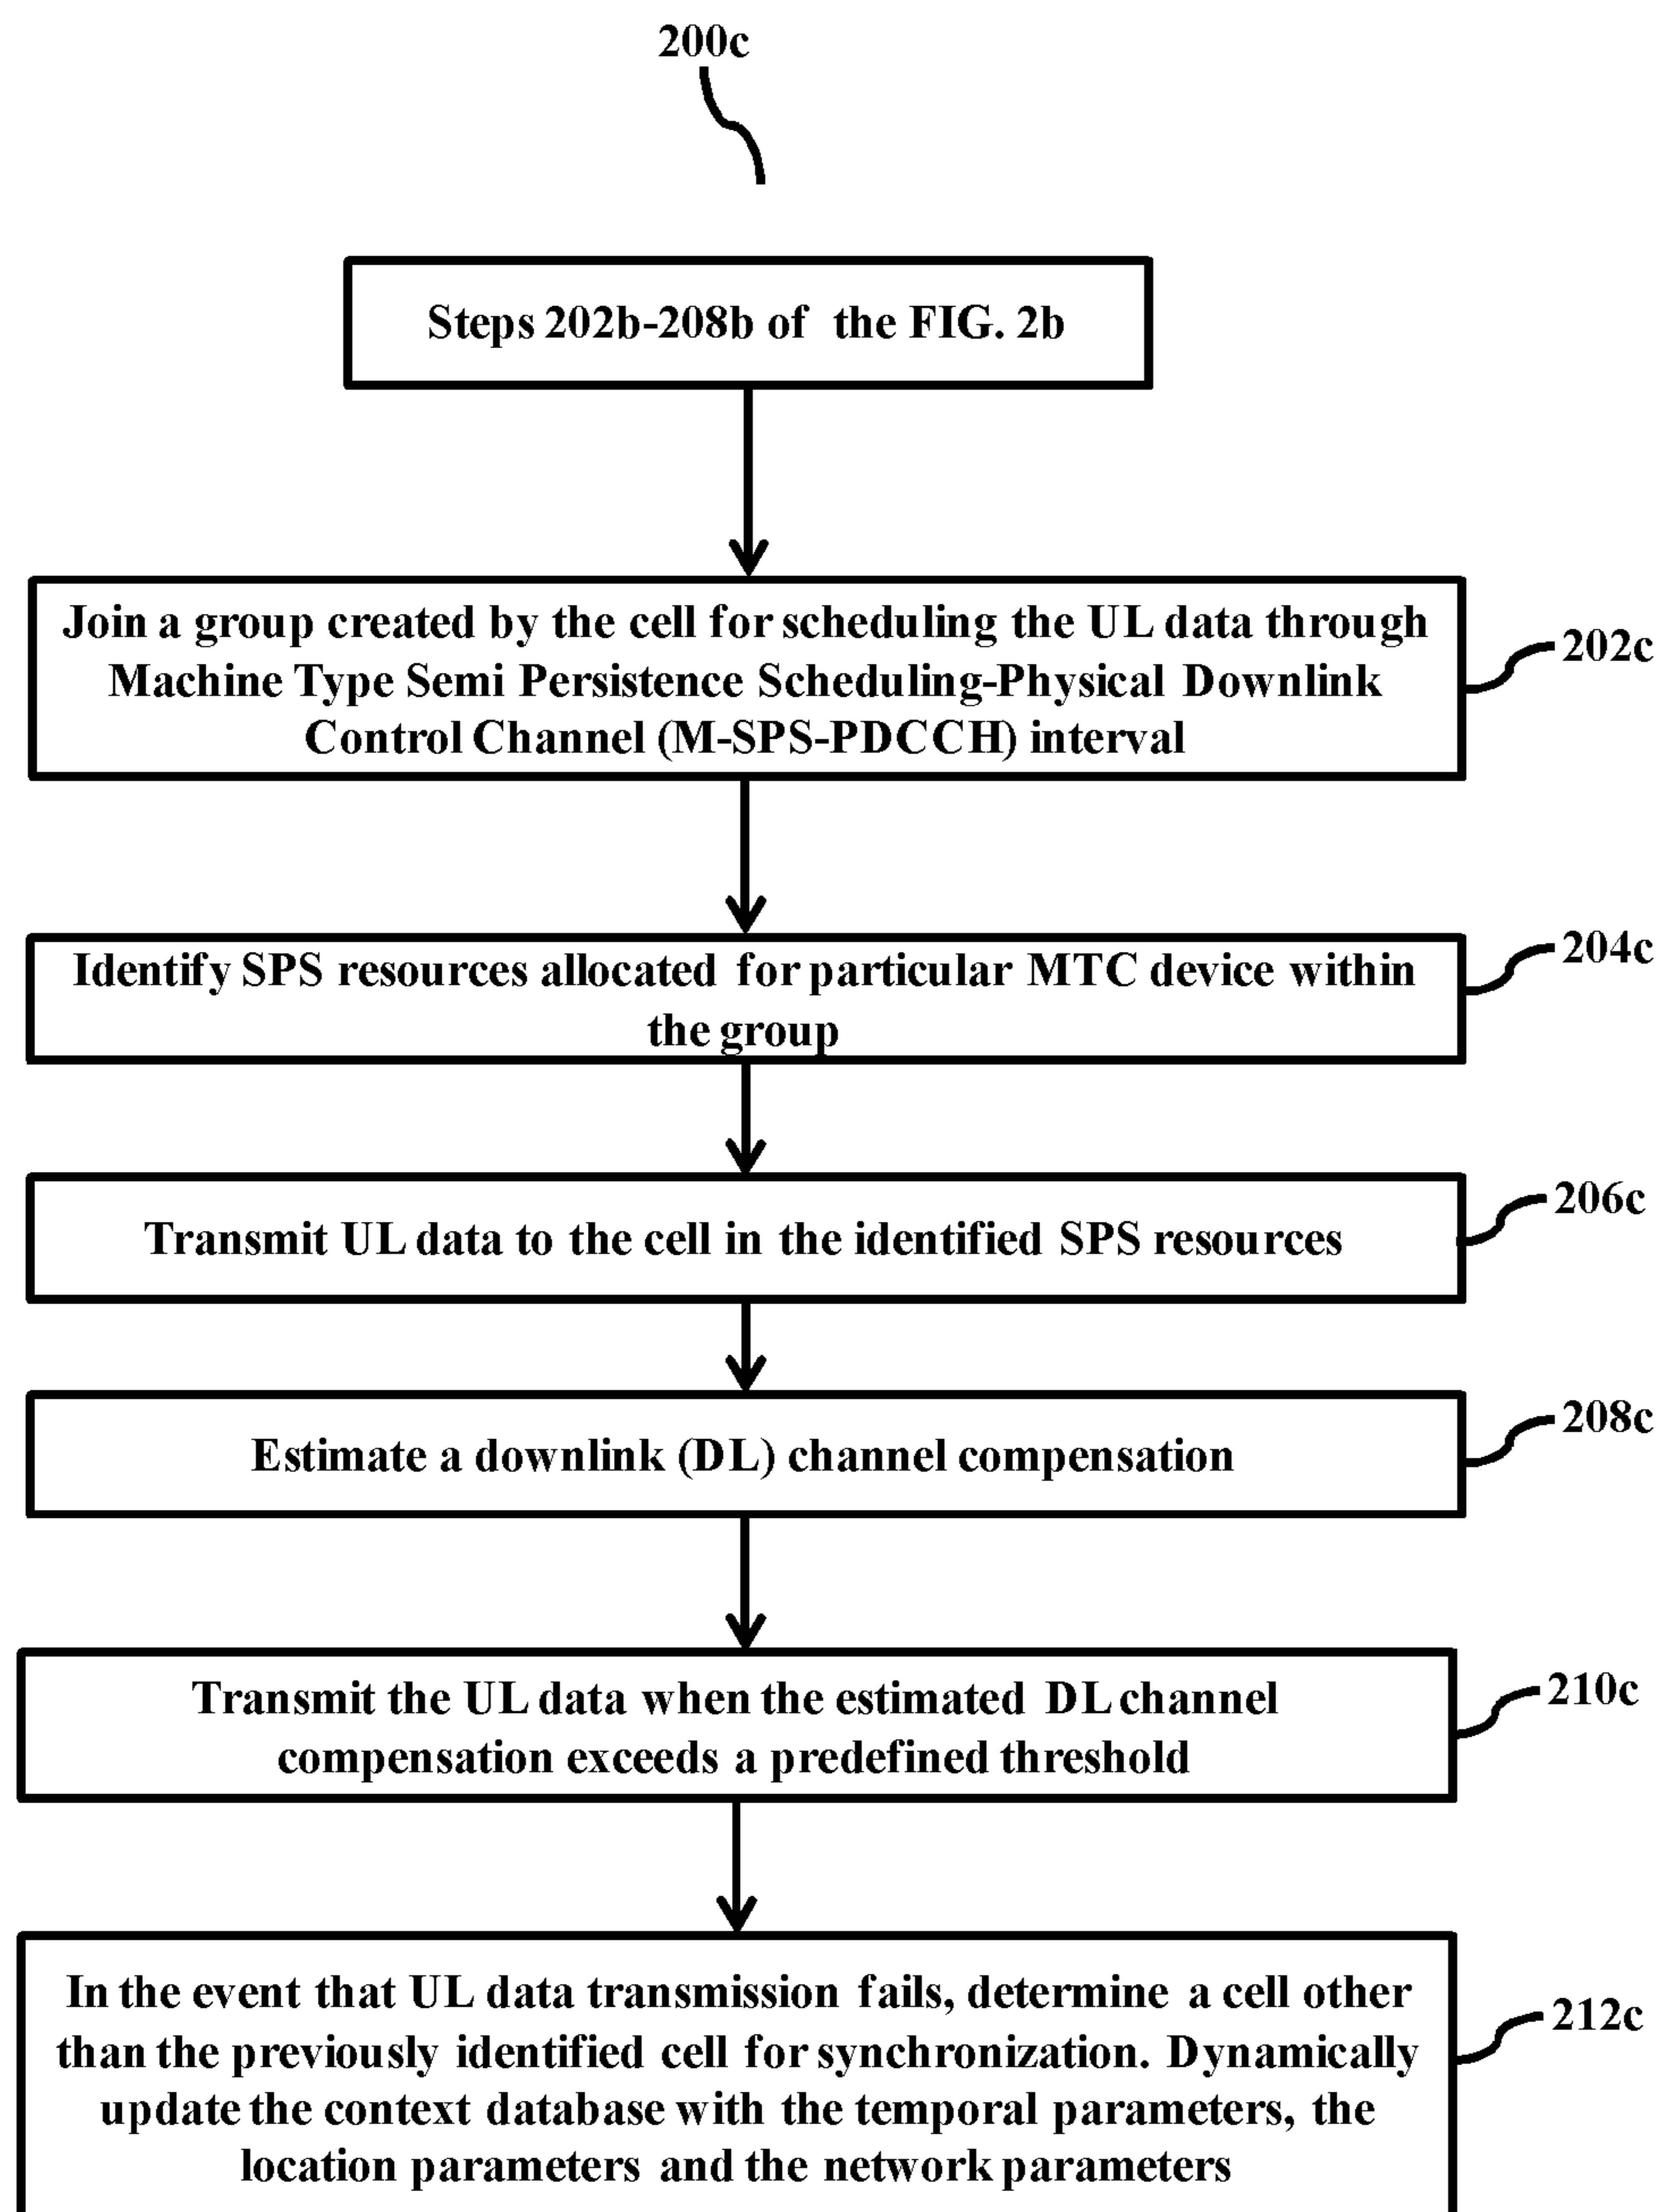 200c
Steps 202b-208b of the FIG. 2b
Join a group created by the cell for scheduling the UL data through
Machine Type Semi Persistence Scheduling-Physical Downlink
Control Channel (M-SPS-PDCCH) interval
202c
Identify SPS resources allocated for particular MTC device within
the group
204c
Transmit UL data to the cell in the identified SPS resources
206c
Estimate a downlink (DL) channel compensation
208c
Transmit the UL data when the estimated DL channel
compensation exceeds a predefined threshold
210c
In the event that UL data transmission fails, determine a cell other
than the previously identified cell for synchronization. Dynamically
update the context database with the temporal parameters, the
location parameters and the network parameters
212c